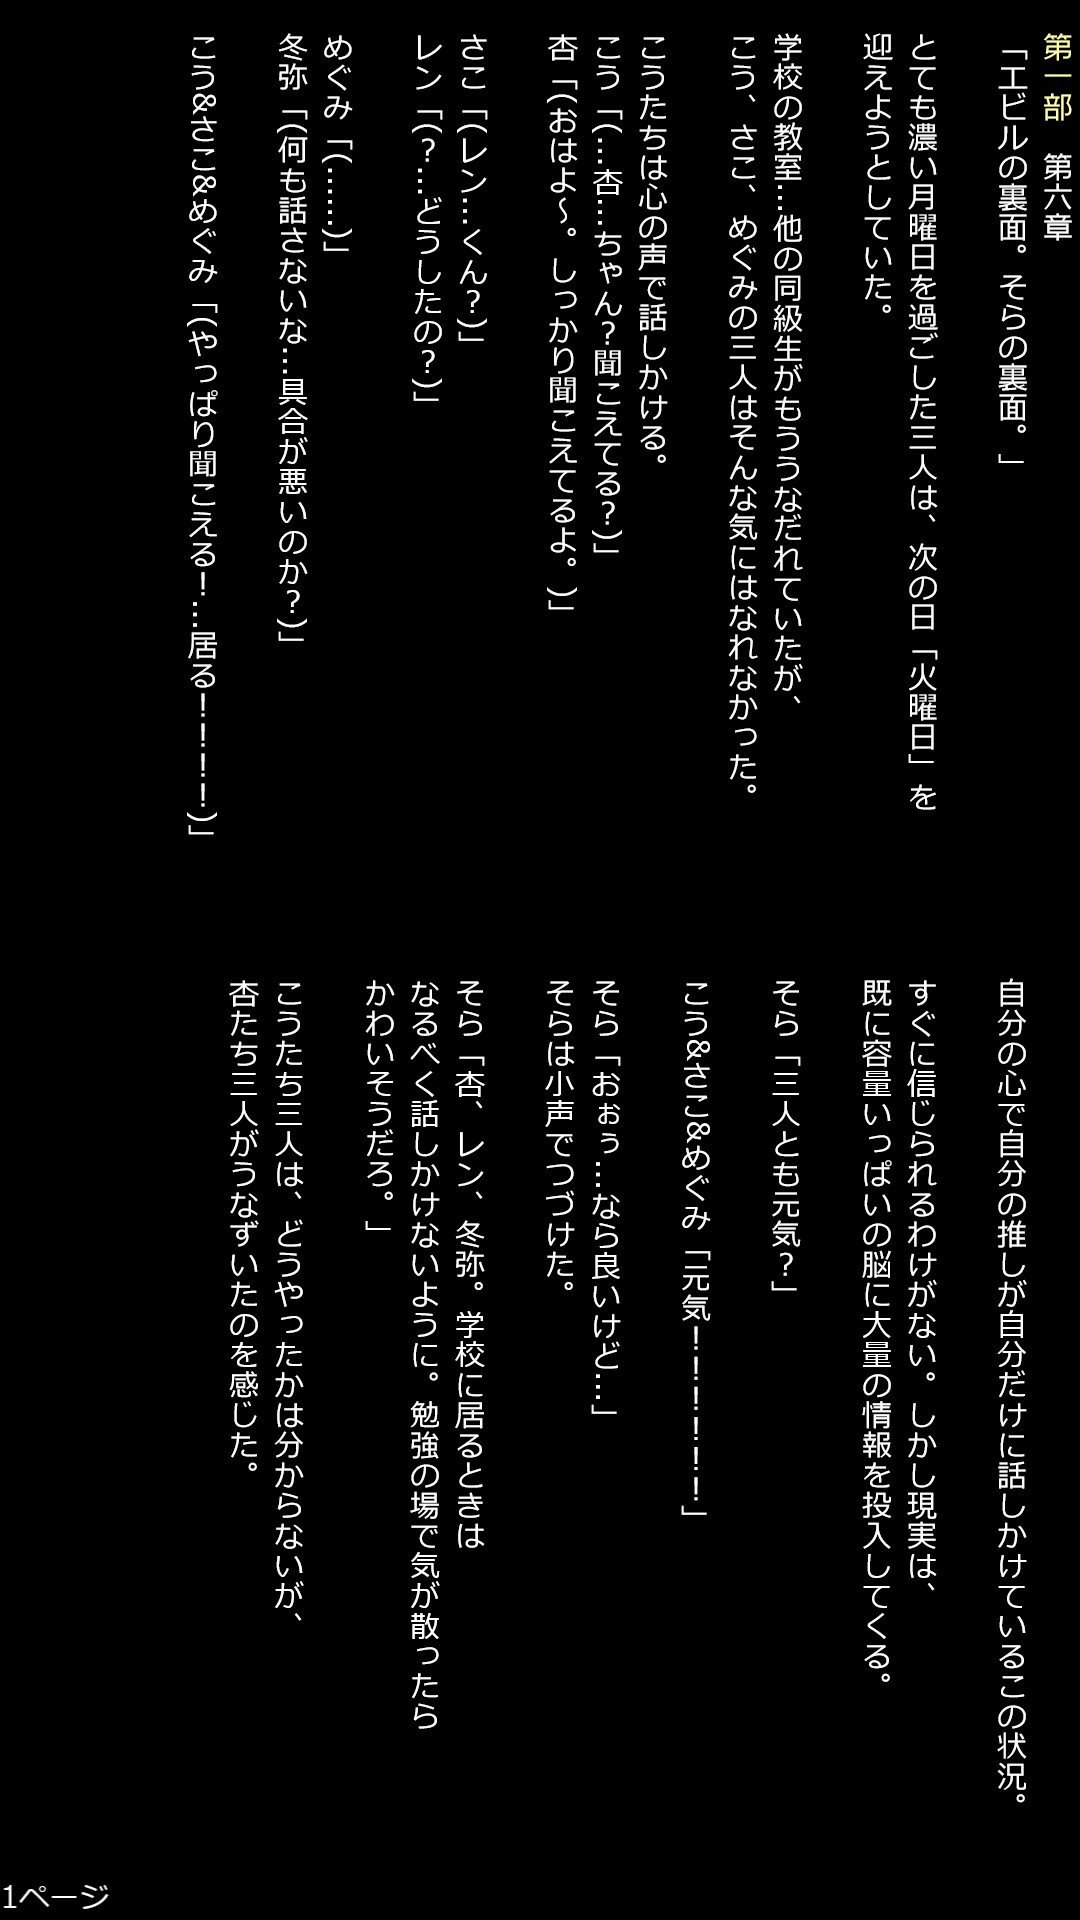 第一部　第六章
「エビルの裏面。そらの裏面。」
とても濃い月曜日を過ごした三人は、次の日「火曜日」を
迎えようとしていた。
学校の教室…他の同級生がもううなだれていたが、
こう、さこ、めぐみの三人はそんな気にはなれなかった。
こうたちは心の声で話しかける。
こう「(…杏…ちゃん？聞こえてる？)」
杏「(おはよ～。しっかり聞こえてるよ。)」
さこ「(レン…くん？)」
レン「(？…どうしたの？)」
めぐみ「(……)」
冬弥「(何も話さないな…具合が悪いのか？)」
こう&さこ&めぐみ「(やっぱり聞こえる！…居る！！！！)」
自分の心で自分の推しが自分だけに話しかけているこの状況。
すぐに信じられるわけがない。しかし現実は、
既に容量いっぱいの脳に大量の情報を投入してくる。
そら「三人とも元気？」
こう&さこ&めぐみ「元気！！！！！！」
そら「おぉぅ…なら良いけど…」
そらは小声でつづけた。
そら「杏、レン、冬弥。学校に居るときは
なるべく話しかけないように。勉強の場で気が散ったら
かわいそうだろ。」
こうたち三人は、どうやったかは分からないが、
杏たち三人がうなずいたのを感じた。
1ページ